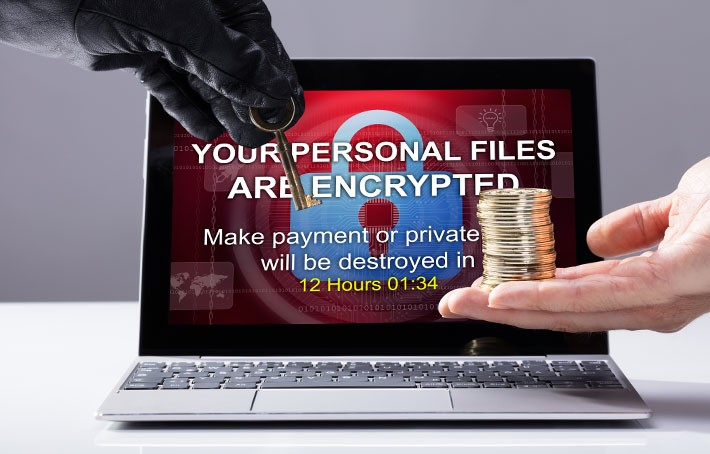 YOUR PERSONAL FILES
ARE ENCRYPTED
Make payment or private
will be destroyed in
12 Hours 01:34